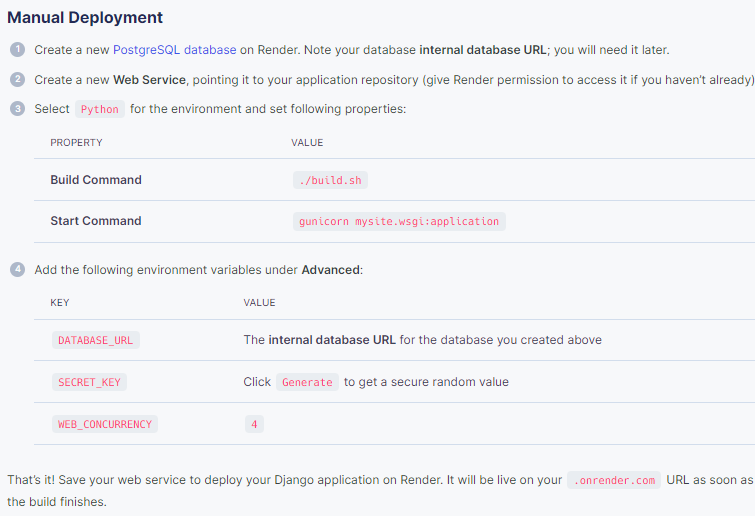 Manual Deployment
1 Create a new PostgreSQL database on Render. Note your database internal database URL; you will need it later.
2 Create a new Web Service, pointing it to your application repository (give Render permission to access it if you haven't already)
3 Select Python for the environment and set following properties:
PROPERTY VALUE
Build Command ./build.sh
Start Command gunicorn mysite.wsgi:application
4 Add the following environment variables under Advanced:
KEY VALUE
DATABASE_URL The internal database URL for the database you created above
SECRET_KEY Click Generate to get a secure random value
WEB_CONCURRENCY 4
That's it! Save your web service to deploy your Django application on Render. It will be live on your .onrender.com URL as soon as
the build finishes.